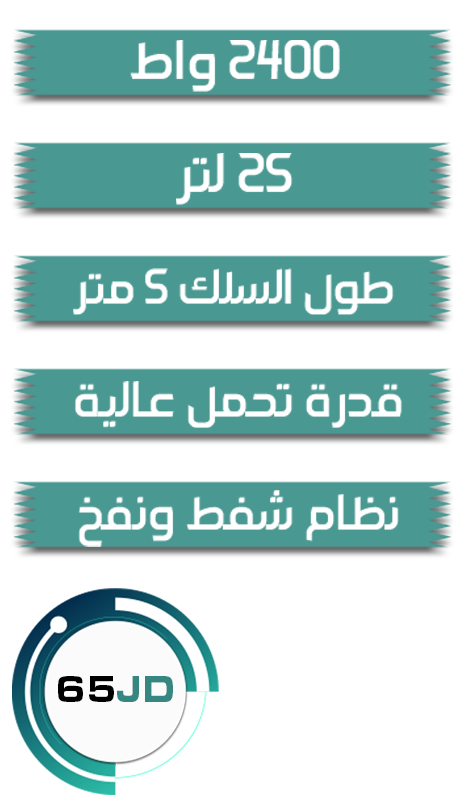 2400 واط
25 لتر
طول السلك 5 متر
قدرة تحمل عالية
نظام شفط ونفخ
65JD